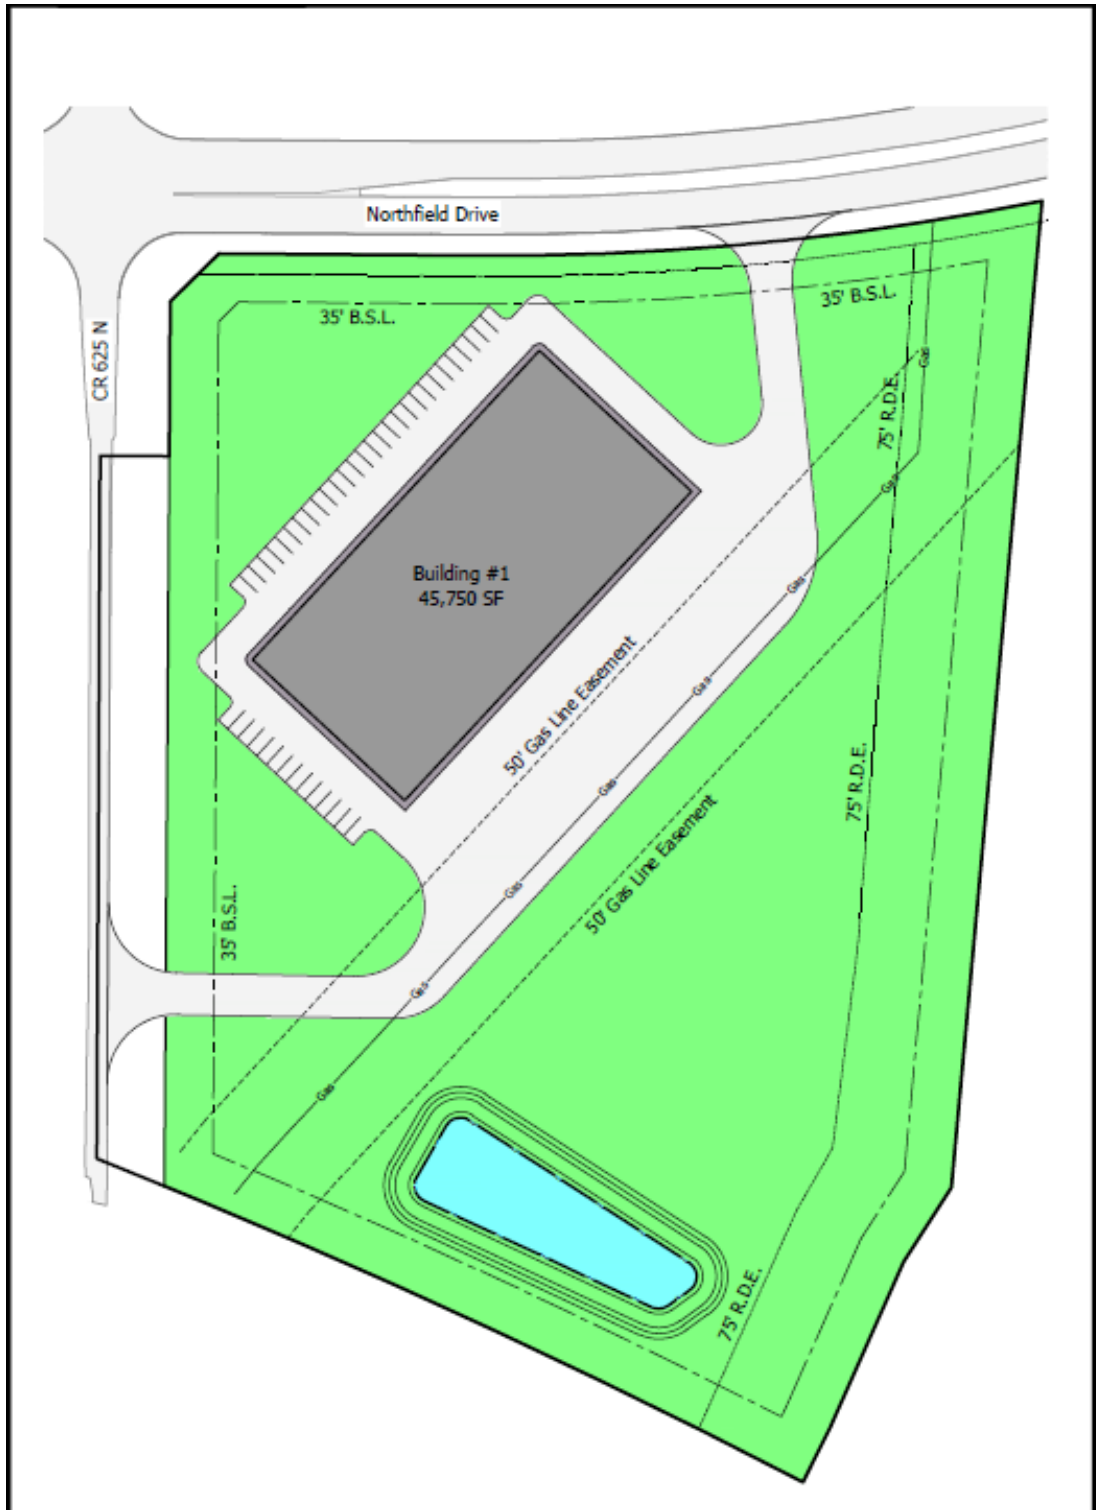 Northfield Drive
CR 625 N
35' B.S.L.
35' B.S.L.
Gas
75' R.D.E.
Gas
Building #1
45,750 SF
Gas
50' Gas Line Easement
Gas
75' R.D.E.
Gas
50' Gas Line Easement
Gas
35' B.S.L.
Gas
Gas
75' R.D.E.